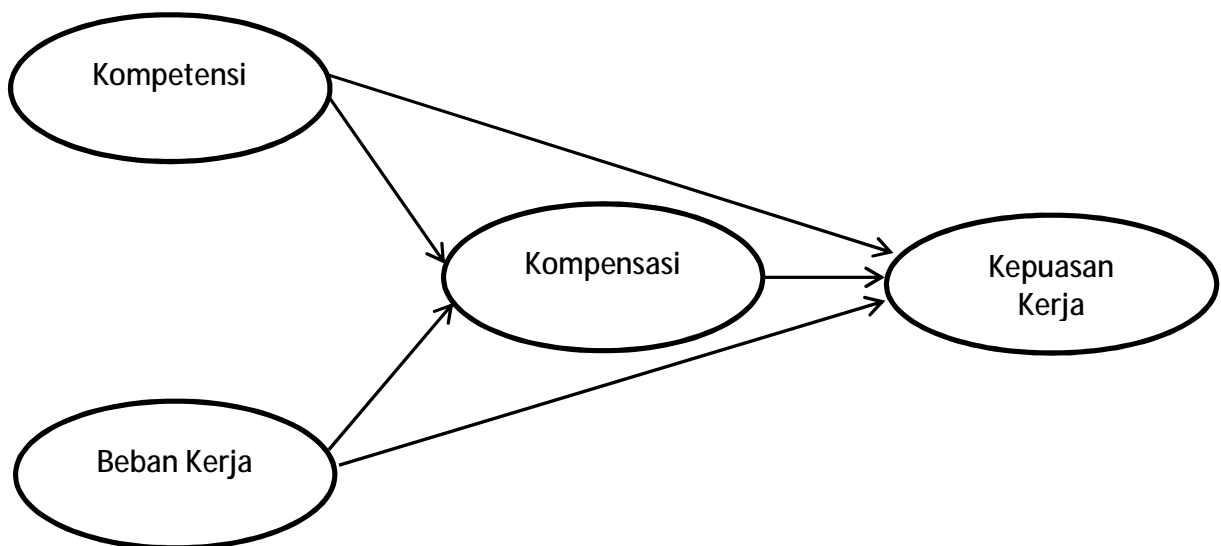 Kompetensi
Kompensasi
Kepuasan
Kerja
Beban Kerja